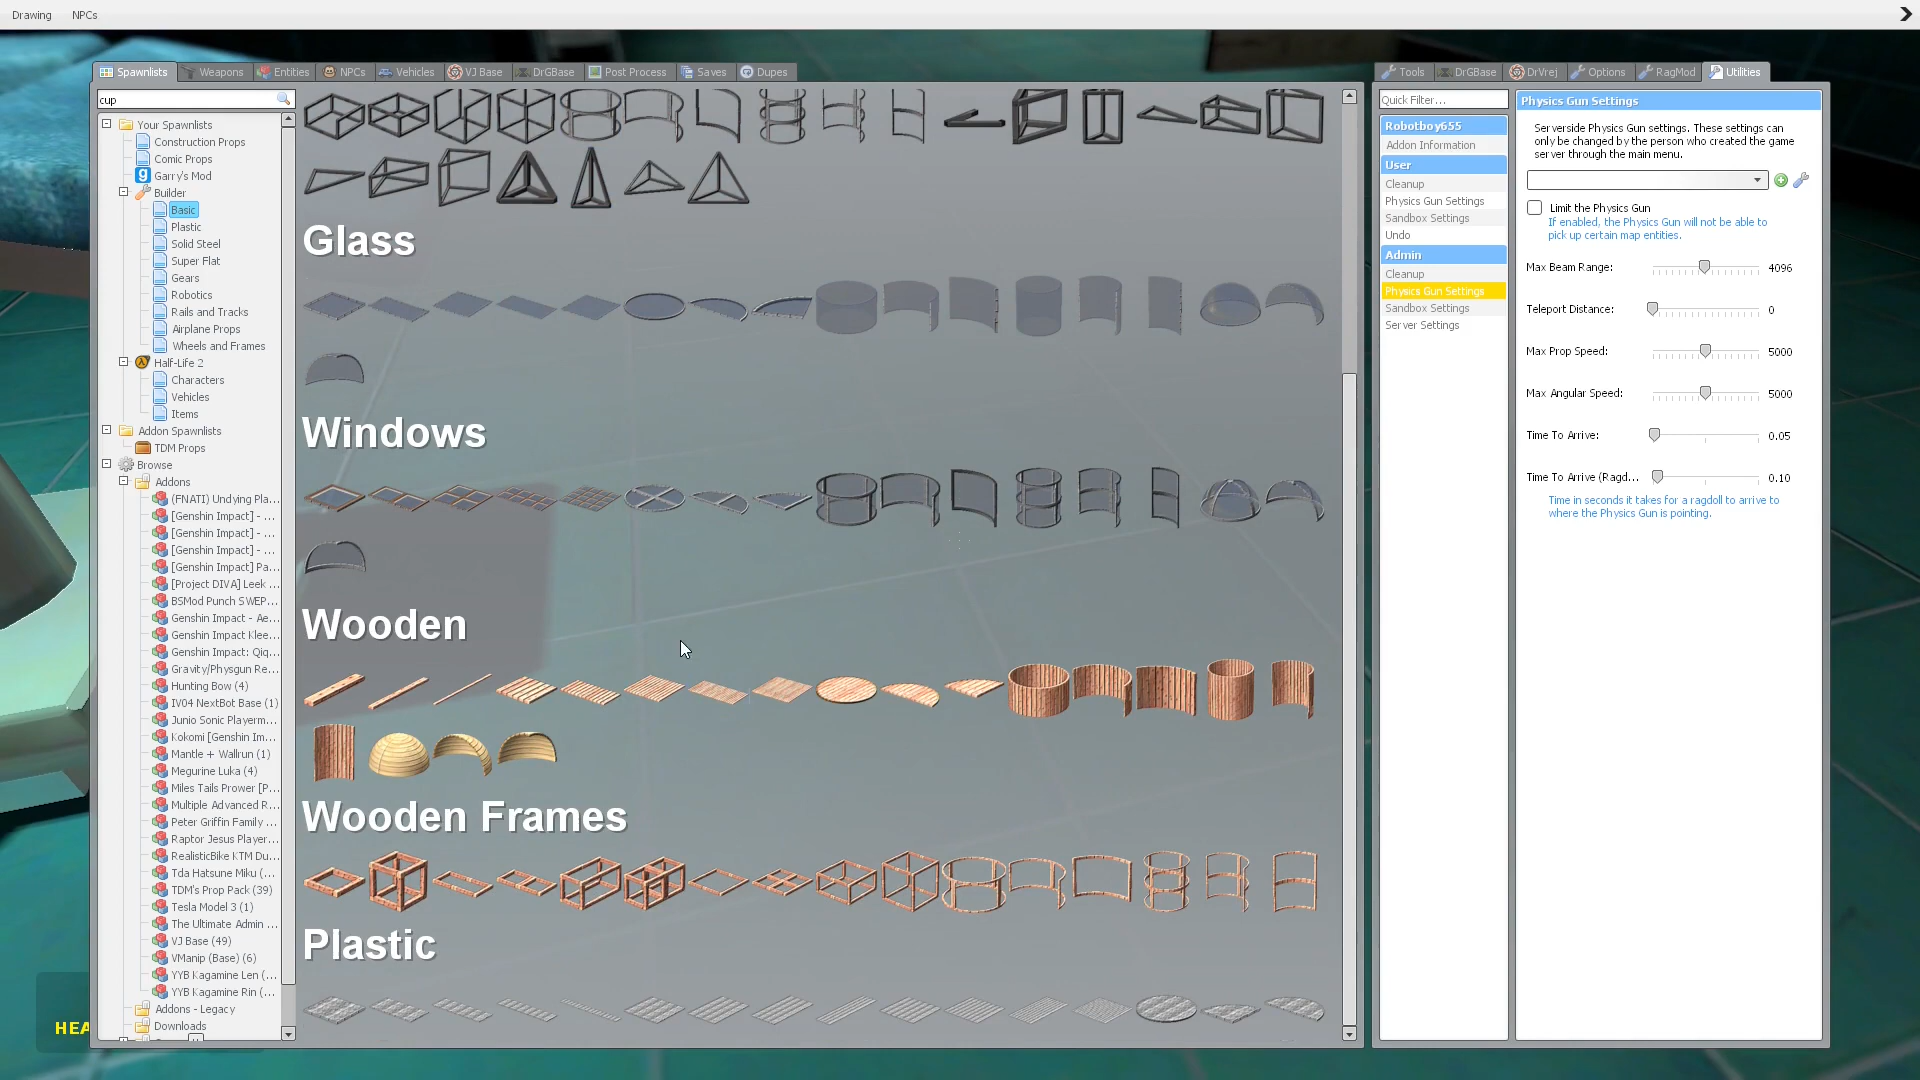 Drawing NPCs
Spawnlists Weapons Entities NPCs Vehicles VJ Base DrGBase Post Process Saves Dupes
cup
Your Spawnlists
Construction Props
Comic Props
Garry's Mod
Builder
Basic
Plastic
Solid Steel
Super Flat
Gears
Robotics
Rails and Tracks
Airplane Props
Wheels and Frames
Half-Life 2
Characters
Vehicles
Items
Addon Spawnlists
TDM Props
Browse
Addons
(FNATI) Undying Pla...
[Genshin Impact] - ...
[Genshin Impact] - ...
[Genshin Impact] - ...
[Genshin Impact] Pa...
[Project DIVA] Leek ...
BSMod Punch SWEP...
Genshin Impact - Ae...
Genshin Impact Klee...
Genshin Impact: Qiq...
Gravity/Physgun Re...
Hunting Bow (4)
IV04 NextBot Base (1)
Junio Sonic Playerm...
Kokomi [Genshin Im...
Mantle + Wallrun (1)
Megurine Luka (4)
Miles Tails Prower [P...
Multiple Advanced R...
Peter Griffin Family ...
Raptor Jesus Player...
RealisticBike KTM Du...
Tda Hatsune Miku (...
TDM's Prop Pack (39)
Tesla Model 3 (1)
The Ultimate Admin ...
VJ Base (49)
VManip (Base) (6)
YYB Kagamine Len (...
YYB Kagamine Rin (...
Addons - Legacy
Downloads
HEA
Glass
Windows
Wooden
Wooden Frames
Plastic
Tools DrGBase DrVrej Options RagMod Utilities
Quick Filter...
Robotboy655
Addon Information
User
Cleanup
Physics Gun Settings
Sandbox Settings
Undo
Admin
Cleanup
Physics Gun Settings
Sandbox Settings
Server Settings
Physics Gun Settings
Serverside Physics Gun settings. These settings can
only be changed by the person who created the game
server through the main menu.
Limit the Physics Gun
If enabled, the Physics Gun will not be able to
pick up certain map entities.
Max Beam Range: 4096
Teleport Distance: 0
Max Prop Speed: 5000
Max Angular Speed: 5000
Time To Arrive: 0.05
Time To Arrive (Ragd... 0.10
Time in seconds it takes for a ragdoll to arrive to
where the Physics Gun is pointing.